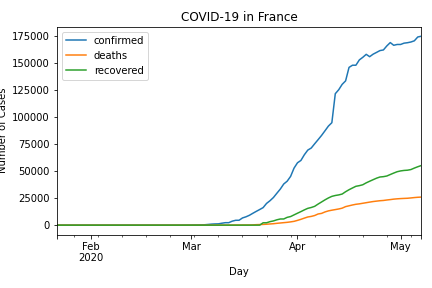 COVID-19 in France
confirmed
deaths
recovered
175000
150000
125000
100000
75000
50000
25000
0
Number of Cases
Feb
2020
Mar
Apr
May
Day